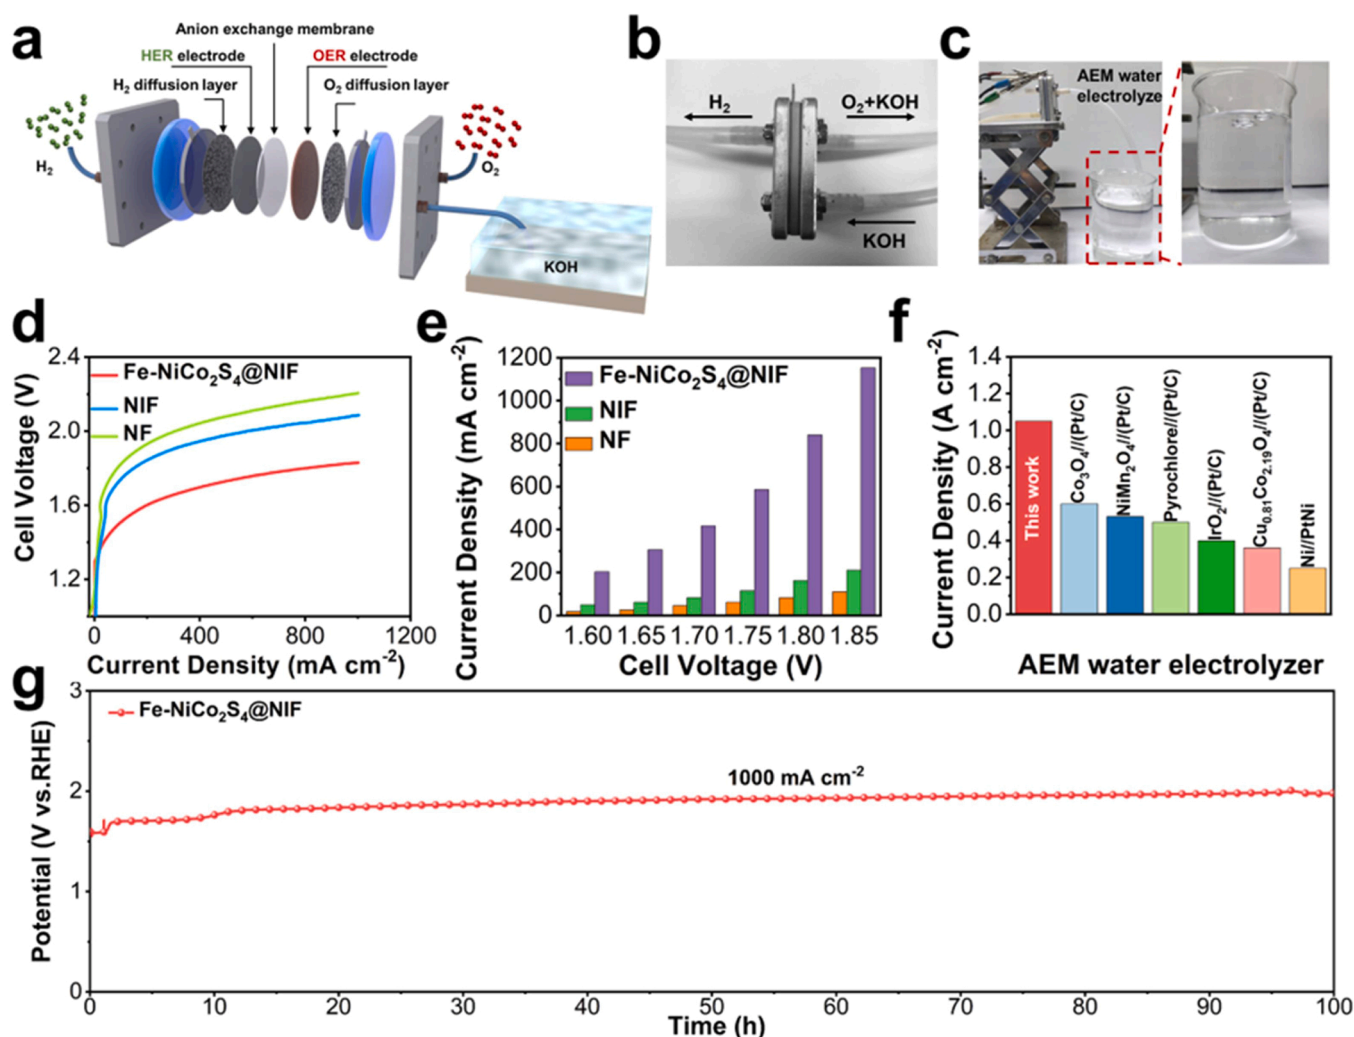 a
Anion exchange membrane
HER electrode
OER electrode
H2 diffusion layer
O2 diffusion layer
H2
O2
KOH
b
H2
O2+KOH
KOH
c
AEM water
electrolyze
d
Cell Voltage (V)
2.4
2.0
1.6
1.2
Fe-NiCo2S4@NIF
NIF
NF
0
400
800
1200
Current Density (mA cm-2)
e
Current Density (mA cm-2)
1200
1000
800
600
400
200
0
Fe-NiCo2S4@NIF
NIF
NF
1.60 1.65 1.70 1.75 1.80 1.85
Cell Voltage (V)
f
Current Density (A cm-2)
1.4
1.2
1.0
0.8
0.6
0.4
0.2
0.0
This work
Co3O4//(Pt/C)
NiMn2O4//(Pt/C)
Pyrochlore//(Pt/C)
IrO2//(Pt/C)
Cu0.81Co2.19O4//(Pt/C)
Ni//PtNi
AEM water electrolyzer
g
Potential (V vs.RHE)
3
2
1
0
Fe-NiCo2S4@NIF
1000 mA cm-2
0 10 20 30 40 50 60 70 80 90 100
Time (h)